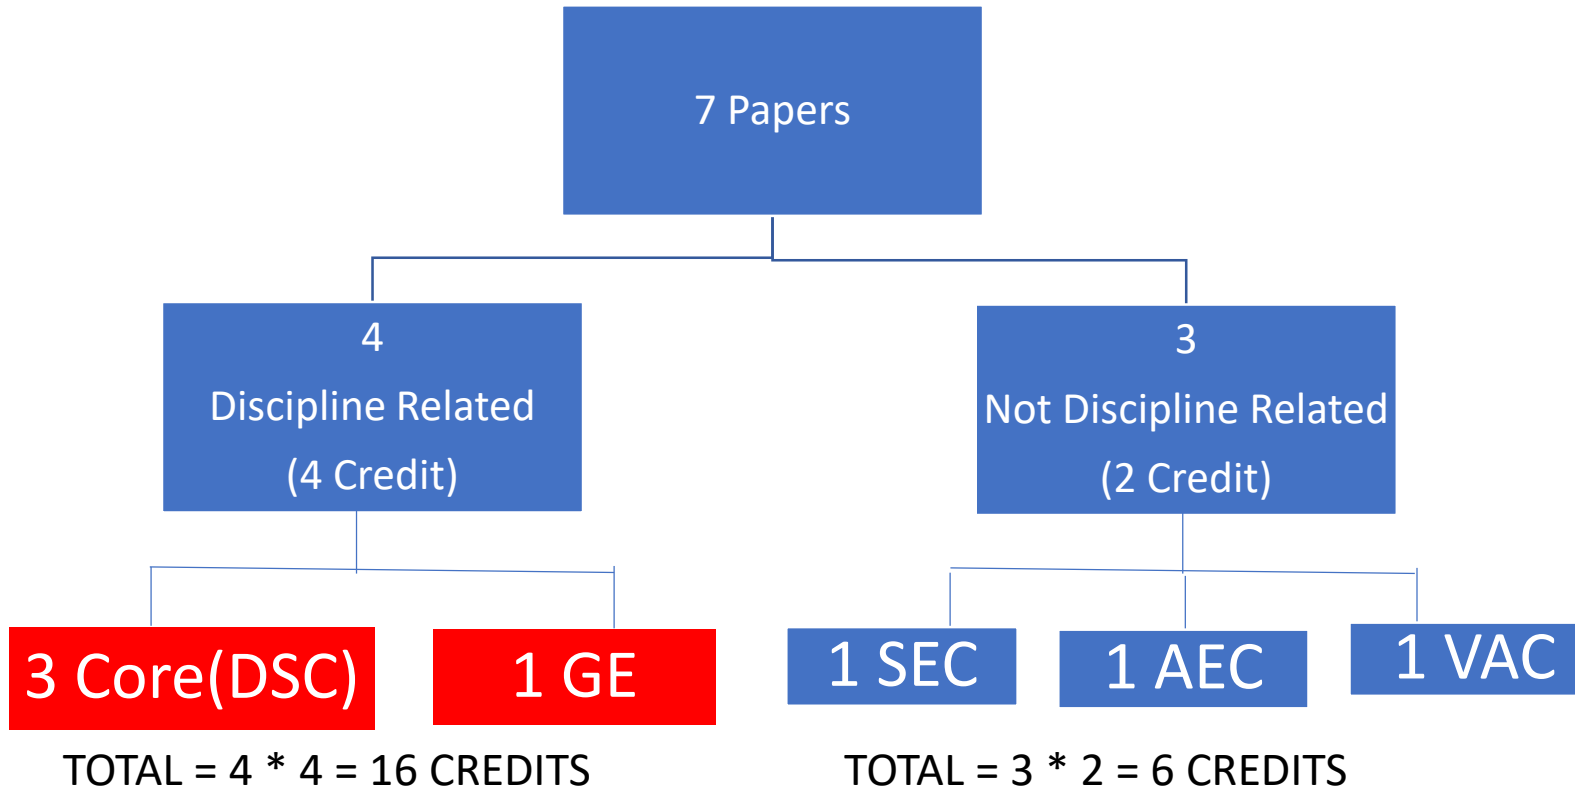 7 Papers
4
Discipline Related
(4 Credit)
3
Not Discipline Related
(2 Credit)
3 Core(DSC)
1 GE
1 SEC
1 AEC
1 VAC
TOTAL = 4 * 4 = 16 CREDITS
TOTAL = 3 * 2 = 6 CREDITS